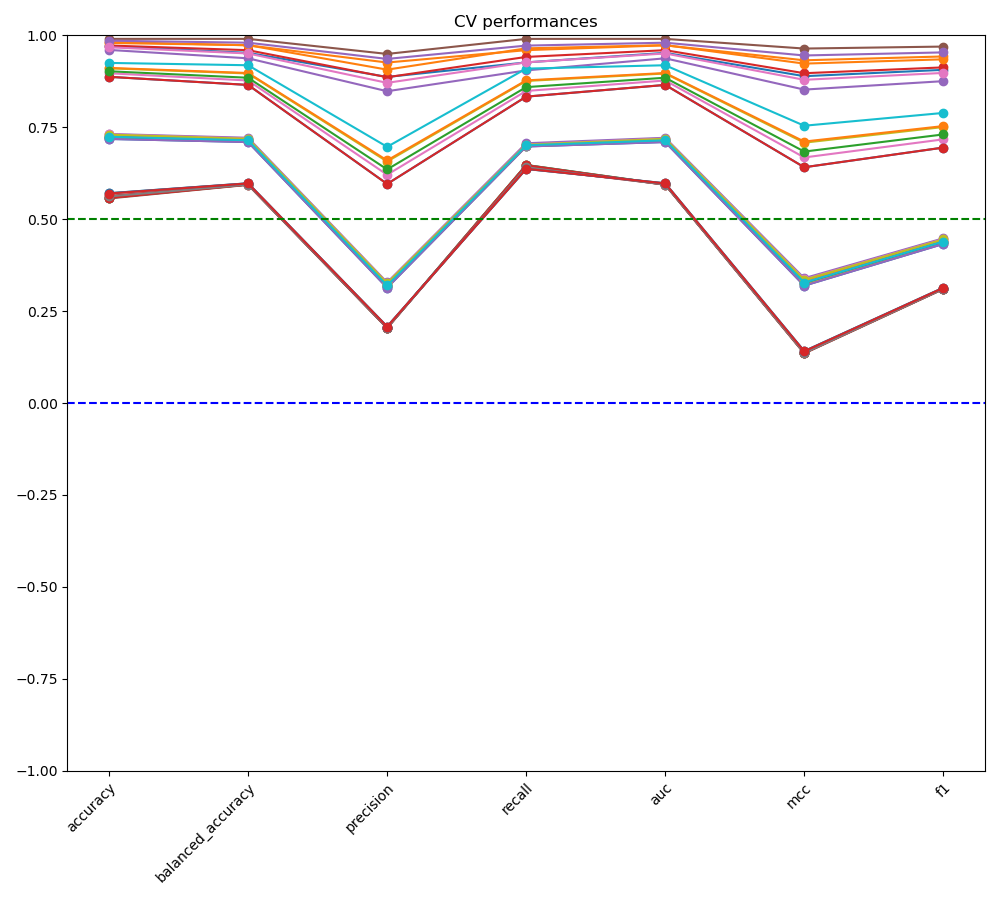 CV performances
1.00
0.75
0.50
0.25
0.00
−0.25
−0.50
−0.75
−1.00
accuracy
balanced_accuracy
precision
recall
auc
mcc
f1